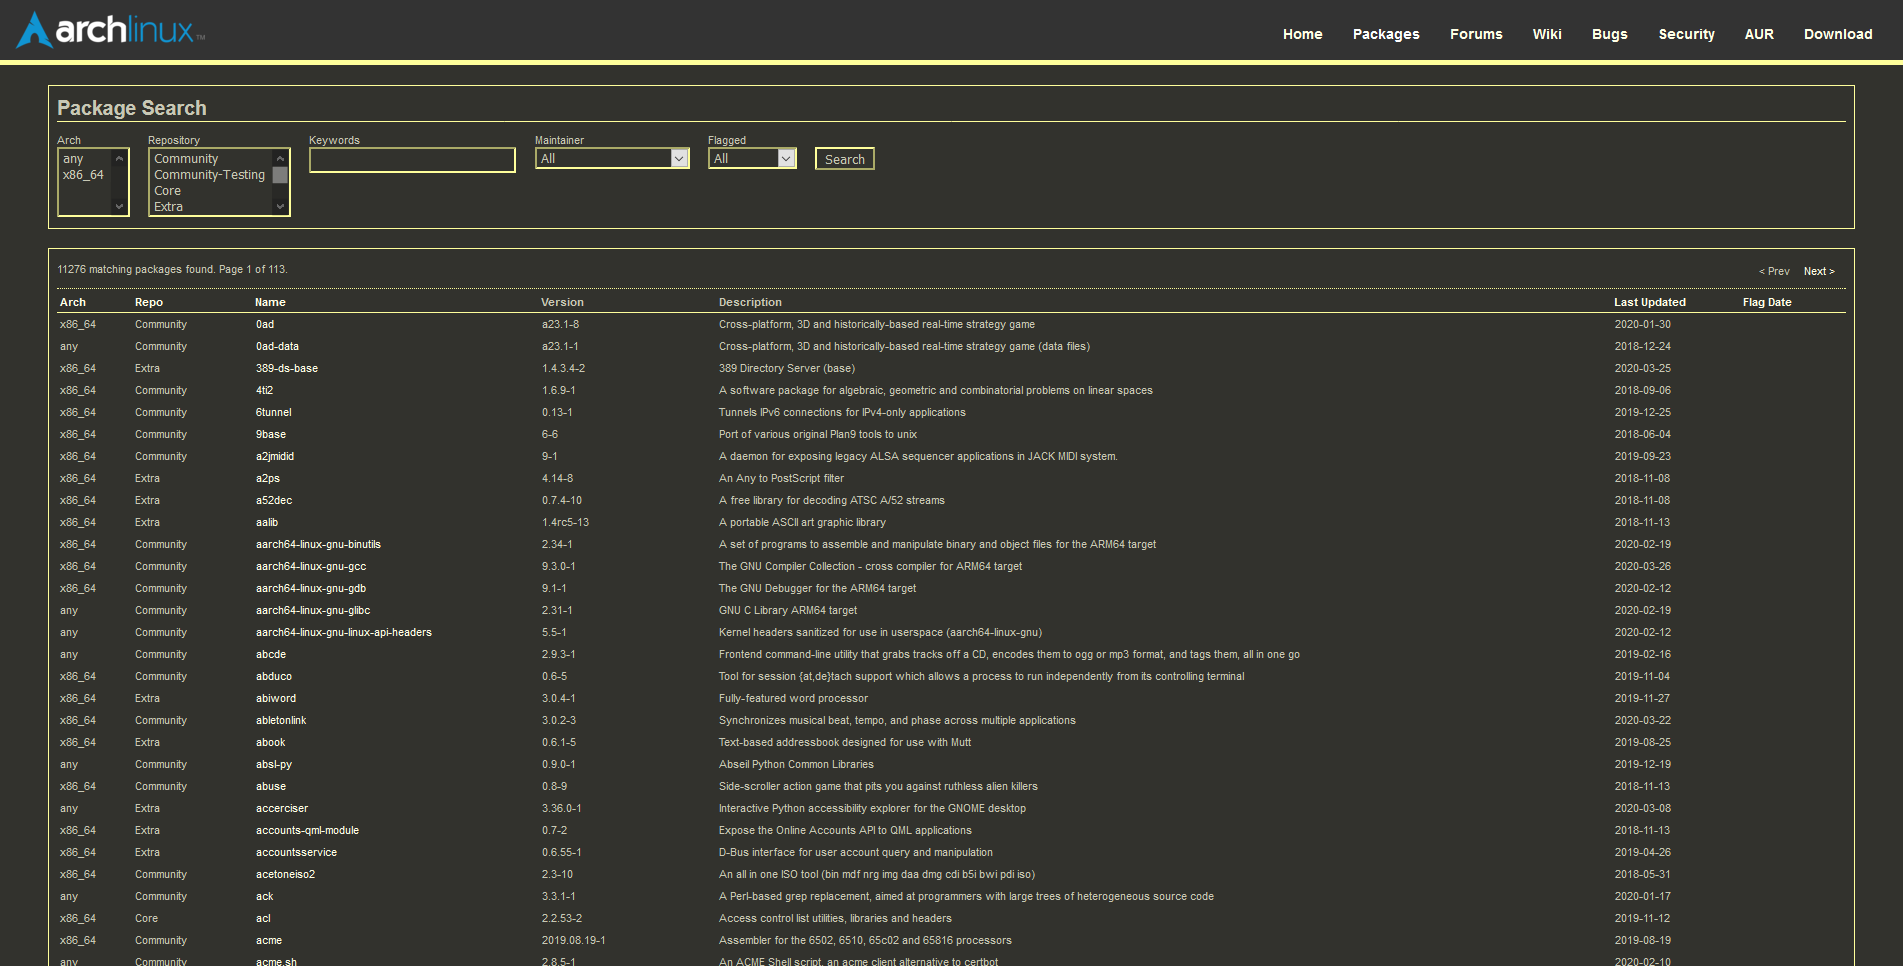 archlinux™
Home Packages Forums Wiki Bugs Security AUR Download
Package Search
Arch Repository Keywords Maintainer Flagged
any Community All All Search
x86_64 Community-Testing
Core
Extra
11276 matching packages found. Page 1 of 113.
< Prev Next >
Arch Repo Name Version Description Last Updated Flag Date
x86_64 Community 0ad a23.1-8 Cross-platform, 3D and historically-based real-time strategy game 2020-01-30
any Community 0ad-data a23.1-1 Cross-platform, 3D and historically-based real-time strategy game (data files) 2018-12-24
x86_64 Extra 389-ds-base 1.4.3.4-2 389 Directory Server (base) 2020-03-25
x86_64 Community 4ti2 1.6.9-1 A software package for algebraic, geometric and combinatorial problems on linear spaces 2018-09-06
x86_64 Community 6tunnel 0.13-1 Tunnels IPv6 connections for IPv4-only applications 2019-12-25
x86_64 Community 9base 6-6 Port of various original Plan9 tools to unix 2018-06-04
x86_64 Community a2jmidid 9-1 A daemon for exposing legacy ALSA sequencer applications in JACK MIDI system. 2019-09-23
x86_64 Extra a2ps 4.14-8 An Any to PostScript filter 2018-11-08
x86_64 Extra a52dec 0.7.4-10 A free library for decoding ATSC A/52 streams 2018-11-08
x86_64 Extra aalib 1.4rc5-13 A portable ASCII art graphic library 2018-11-13
x86_64 Community aarch64-linux-gnu-binutils 2.34-1 A set of programs to assemble and manipulate binary and object files for the ARM64 target 2020-02-19
x86_64 Community aarch64-linux-gnu-gcc 9.3.0-1 The GNU Compiler Collection - cross compiler for ARM64 target 2020-03-26
x86_64 Community aarch64-linux-gnu-gdb 9.1-1 The GNU Debugger for the ARM64 target 2020-02-12
any Community aarch64-linux-gnu-glibc 2.31-1 GNU C Library ARM64 target 2020-02-19
any Community aarch64-linux-gnu-linux-api-headers 5.5-1 Kernel headers sanitized for use in userspace (aarch64-linux-gnu) 2020-02-12
any Community abcde 2.9.3-1 Frontend command-line utility that grabs tracks off a CD, encodes them to ogg or mp3 format, and tags them, all in one go 2019-02-16
x86_64 Community abduco 0.6-5 Tool for session {at,de}tach support which allows a process to run independently from its controlling terminal 2019-11-04
x86_64 Extra abiword 3.0.4-1 Fully-featured word processor 2019-11-27
x86_64 Community abletonlink 3.0.2-3 Synchronizes musical beat, tempo, and phase across multiple applications 2020-03-22
x86_64 Extra abook 0.6.1-5 Text-based addressbook designed for use with Mutt 2019-08-25
any Community absl-py 0.9.0-1 Abseil Python Common Libraries 2019-12-19
x86_64 Community abuse 0.8-9 Side-scroller action game that pits you against ruthless alien killers 2018-11-13
any Extra accerciser 3.36.0-1 Interactive Python accessibility explorer for the GNOME desktop 2020-03-08
x86_64 Extra accounts-qml-module 0.7-2 Expose the Online Accounts API to QML applications 2018-11-13
x86_64 Extra accountsservice 0.6.55-1 D-Bus interface for user account query and manipulation 2019-04-26
x86_64 Community acetoneiso2 2.3-10 An all in one ISO tool (bin mdf nrg img daa dmg cdi b5i bwi pdi iso) 2018-05-31
any Community ack 3.3.1-1 A Perl-based grep replacement, aimed at programmers with large trees of heterogeneous source code 2020-01-17
x86_64 Core acl 2.2.53-2 Access control list utilities, libraries and headers 2019-11-12
x86_64 Community acme 2019.08.19-1 Assembler for the 6502, 6510, 65c02 and 65816 processors 2019-08-19
any Community acme.sh 2.8.5-1 An ACME Shell script, an acme client alternative to certbot 2020-02-10